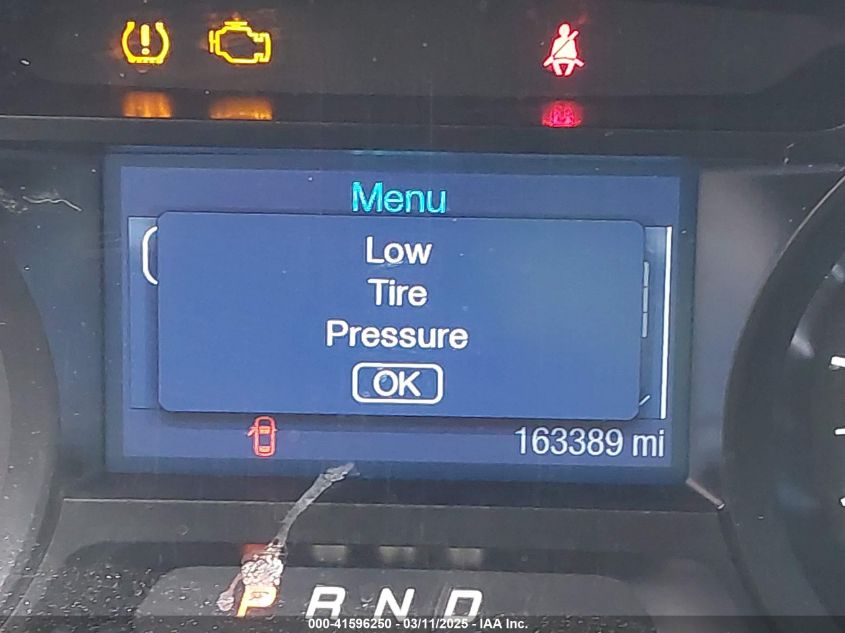 Menu
Low
Tire
Pressure
OK
163389 mi
P R N D
000-41596250 - 03/11/2025 - IAA Inc.